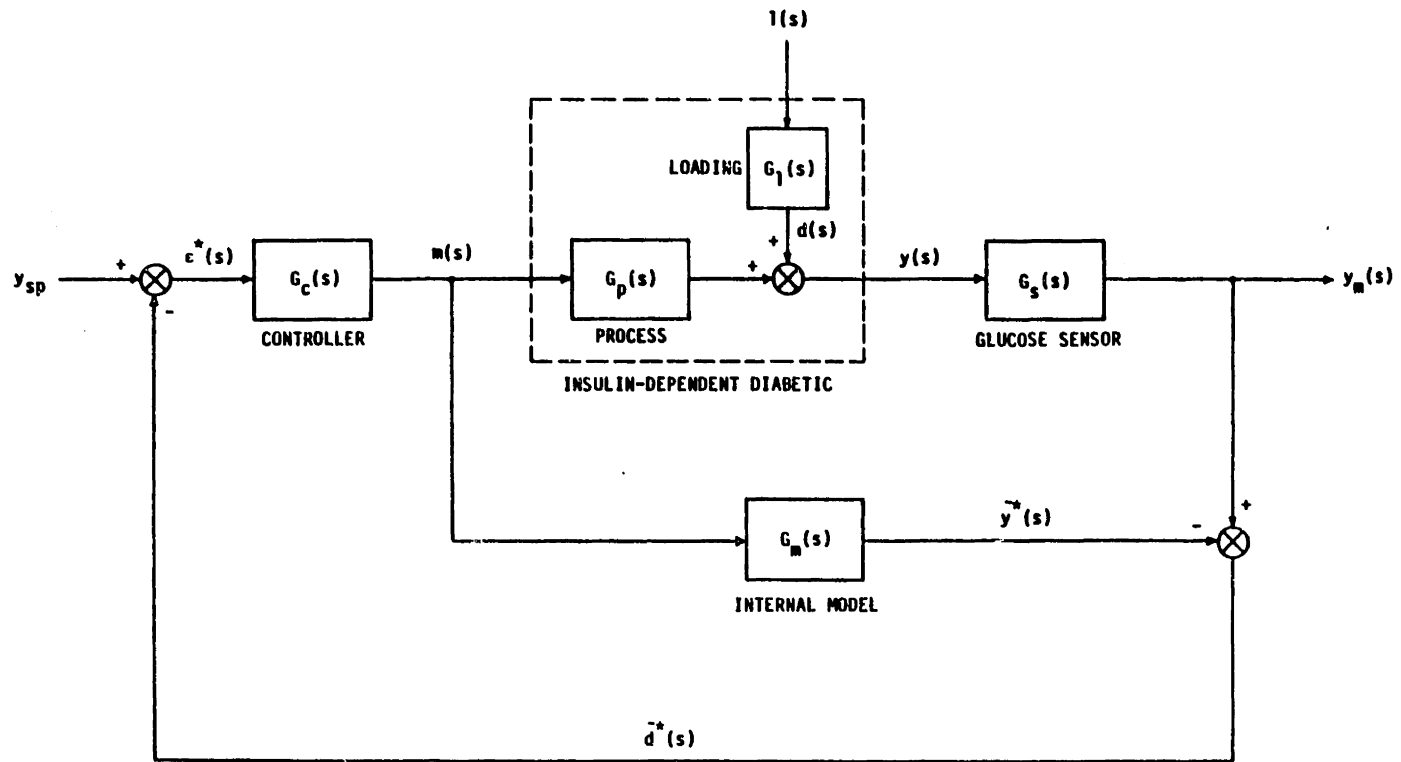 l(s)
LOADING
G_l(s)
d(s)
+
y_sp
+
-
ε*(s)
G_c(s)
CONTROLLER
m(s)
G_p(s)
PROCESS
+
y(s)
G_s(s)
GLUCOSE SENSOR
y_m(s)
INSULIN-DEPENDENT DIABETIC
G_m(s)
INTERNAL MODEL
ỹ*(s)
-
+
d̃*(s)